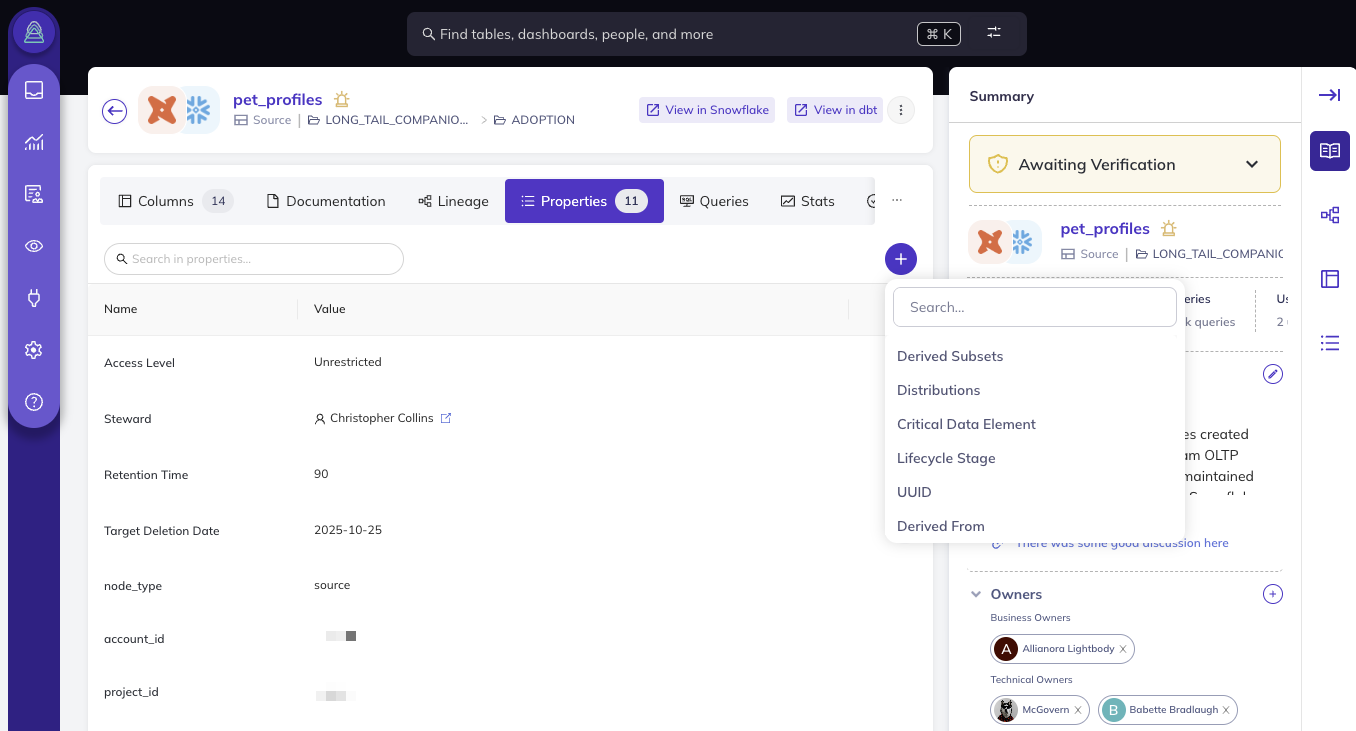 Find tables, dashboards, people, and more
⌘ K
pet_profiles
Source | LONG_TAIL_COMPANIO... > ADOPTION
View in Snowflake
View in dbt
Columns 14
Documentation
Lineage
Properties 11
Queries
Stats
...
Search in properties...
Name Value
Access Level Unrestricted
Steward Christopher Collins
Retention Time 90
Target Deletion Date 2025-10-25
node_type source
account_id
project_id
Search...
Derived Subsets
Distributions
Critical Data Element
Lifecycle Stage
UUID
Derived From
Summary
Awaiting Verification
pet_profiles
Source | LONG_TAIL_COMPANIC
eries
k queries
2
es created
am OLTP
maintained
There was some good discussion here
Owners
Business Owners
A Allianora Lightbody X
Technical Owners
McGovern X
B Babette Bradlaugh X